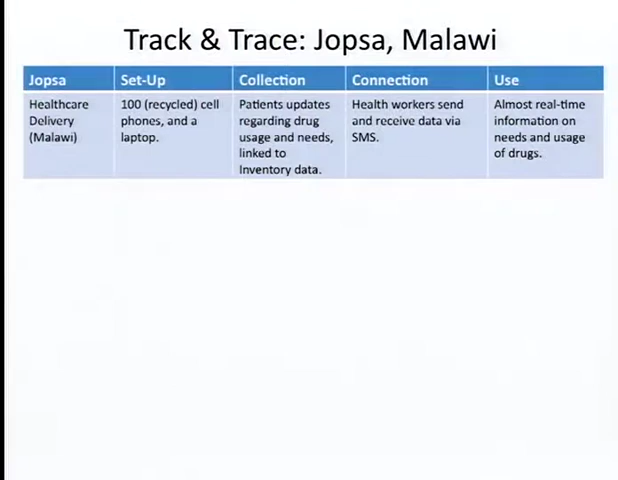 Track & Trace: Jopsa, Malawi
Jopsa Set-Up Collection Connection Use
Healthcare
Delivery
(Malawi)
100 (recycled) cell
phones, and a
laptop.
Patients updates
regarding drug
usage and needs,
linked to
Inventory data.
Health workers send
and receive data via
SMS.
Almost real-time
information on
needs and usage
of drugs.